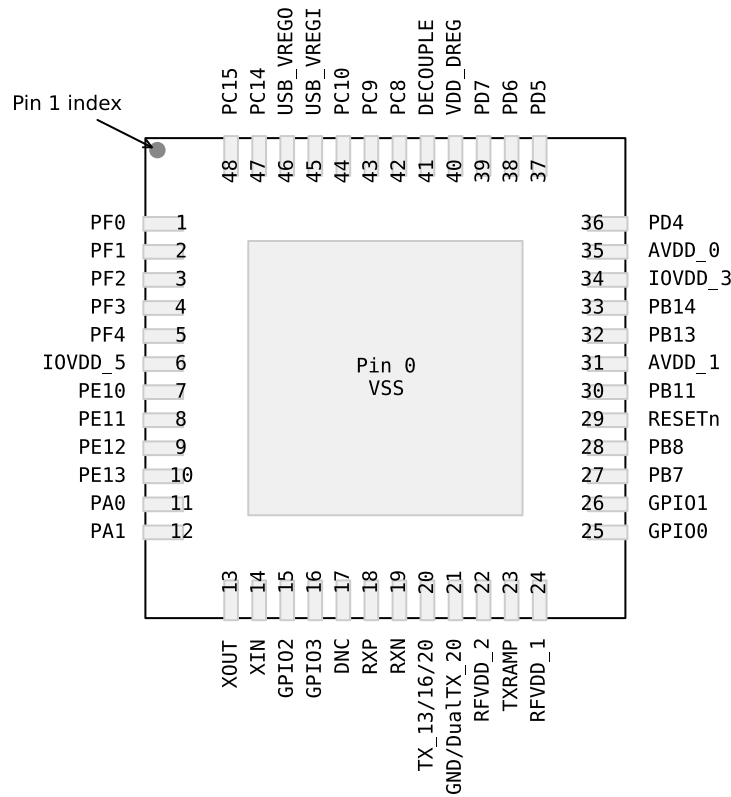 PC15
PC14
USB_VREGO
USB_VREGI
PC10
PC9
PC8
DECOUPLE
VDD_DREG
PD7
PD6
PD5
Pin 1 index
48
47
46
45
44
43
42
41
40
39
38
37
PF0 1
PF1 2
PF2 3
PF3 4
PF4 5
IOVDD_5 6
PE10 7
PE11 8
PE12 9
PE13 10
PA0 11
PA1 12
Pin 0
VSS
36 PD4
35 AVDD_0
34 IOVDD_3
33 PB14
32 PB13
31 AVDD_1
30 PB11
29 RESETn
28 PB8
27 PB7
26 GPIO1
25 GPIO0
13
14
15
16
17
18
19
20
21
22
23
24
XOUT
XIN
GPIO2
GPIO3
DNC
RXP
RXN
TX_13/16/20
GND/DualTX_20
RFVDD_2
TXRAMP
RFVDD_1